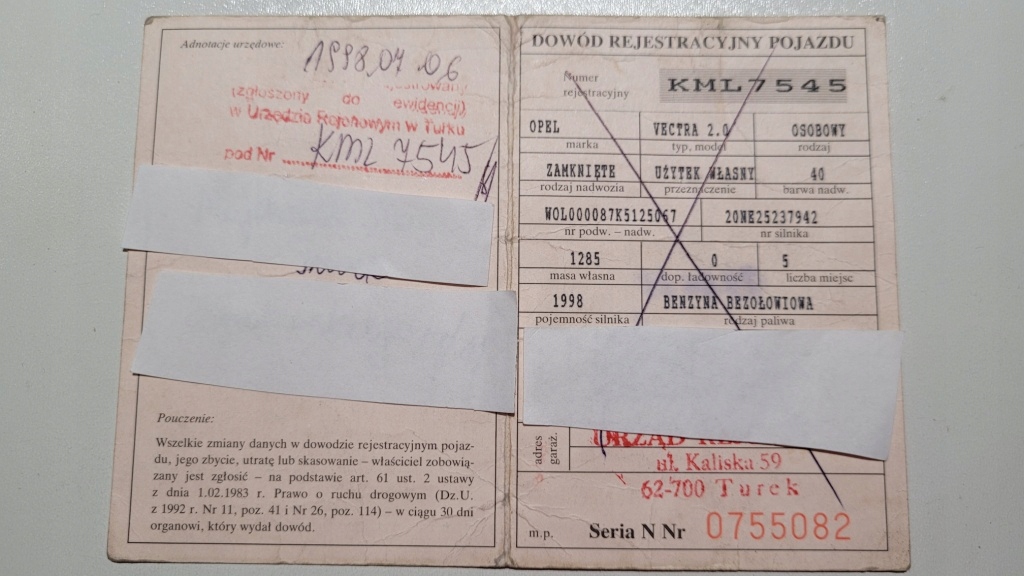 Adnotacje urzędowe:
1998.07.06
(zgłoszony do ewidencji)
w Urzędzie Rejonowym w Turku
pod Nr KML 7545
Pouczenie:
Wszelkie zmiany danych w dowodzie rejestracyjnym pojaz-
du, jego zbycie, utratę lub skasowanie – właściciel zobowią-
zany jest zgłosić – na podstawie art. 61 ust. 2 ustawy
z dnia 1.02.1983 r. Prawo o ruchu drogowym (Dz.U.
z 1992 r. Nr 11, poz. 41 i Nr 26, poz. 114) – w ciągu 30 dni
organowi, który wydał dowód.
DOWÓD REJESTRACYJNY POJAZDU
Numer
rejestracyjny
KML7545
OPEL VECTRA 2.0 OSOBOWY
marka typ, model rodzaj
ZAMKNIĘTE UŻYTEK WŁASNY 40
rodzaj nadwozia przeznaczenie barwa nadw.
WOL000087K5125067 20NE25237942
nr podw. – nadw. nr silnika
1285 0 5
masa własna dop. ładowność liczba miejsc
1998 BENZYNA BEZOŁOWIOWA
pojemność silnika rodzaj paliwa
adres
garaż.
ul. Kaliska 59
62-700 Turek
m.p. Seria N Nr 0755082